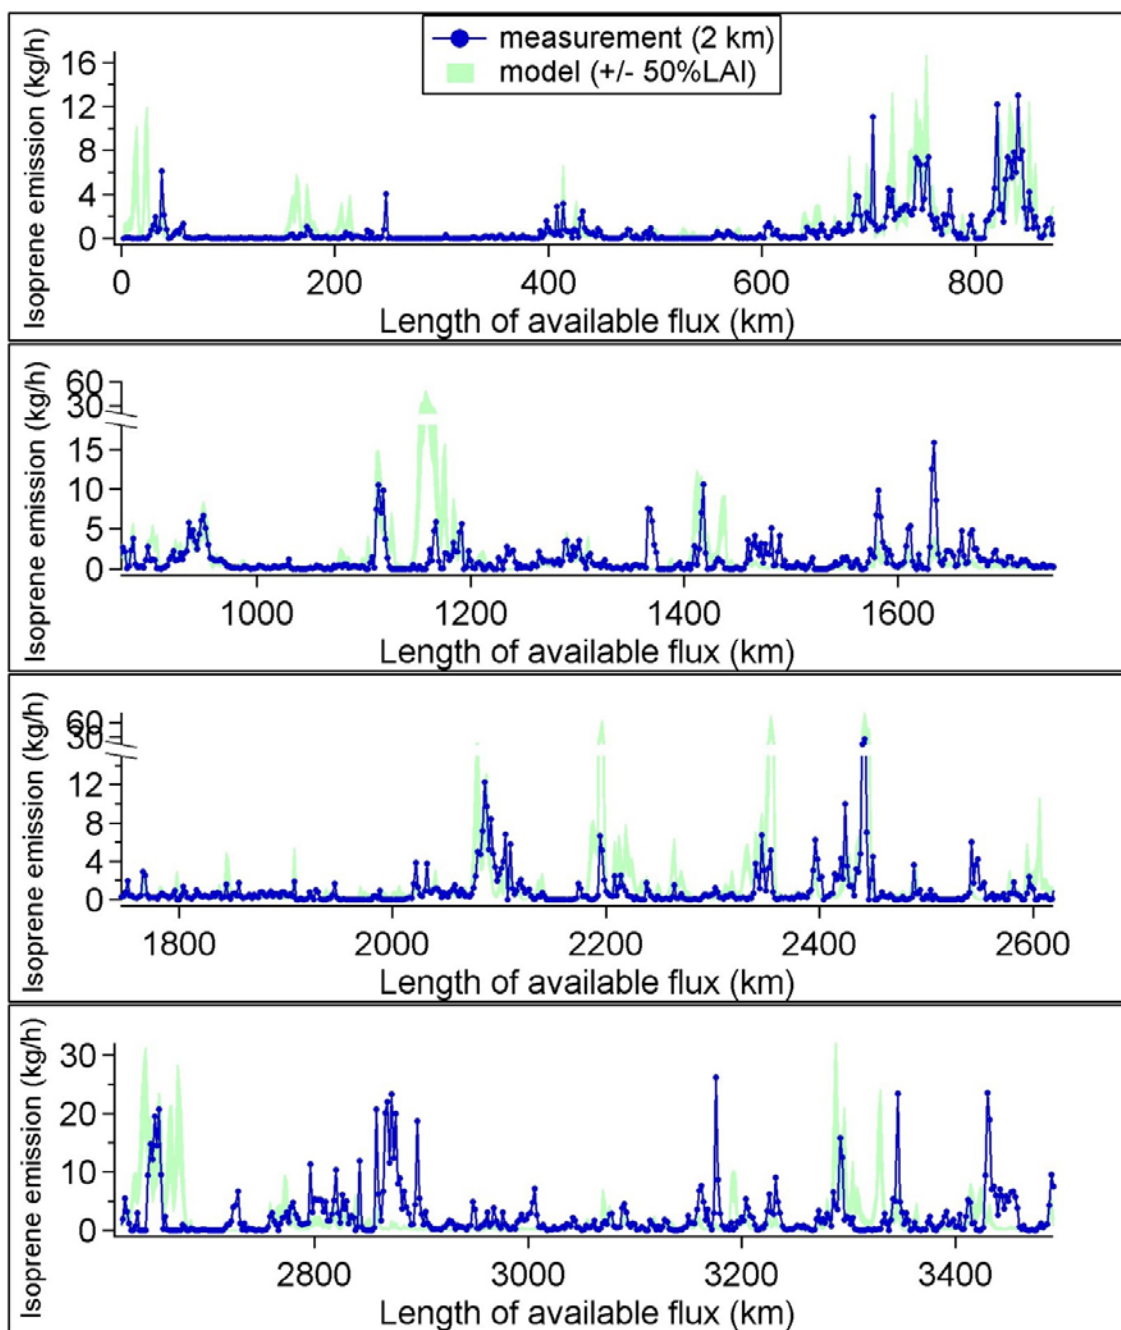 measurement (2 km)
model (+/- 50%LAI)
Isoprene emission (kg/h)
16
12
8
4
0
0 200 400 600 800
Length of available flux (km)
Isoprene emission (kg/h)
60
30
15
10
5
0
1000 1200 1400 1600
Length of available flux (km)
Isoprene emission (kg/h)
60
30
12
8
4
0
1800 2000 2200 2400 2600
Length of available flux (km)
Isoprene emission (kg/h)
30
20
10
0
2800 3000 3200 3400
Length of available flux (km)